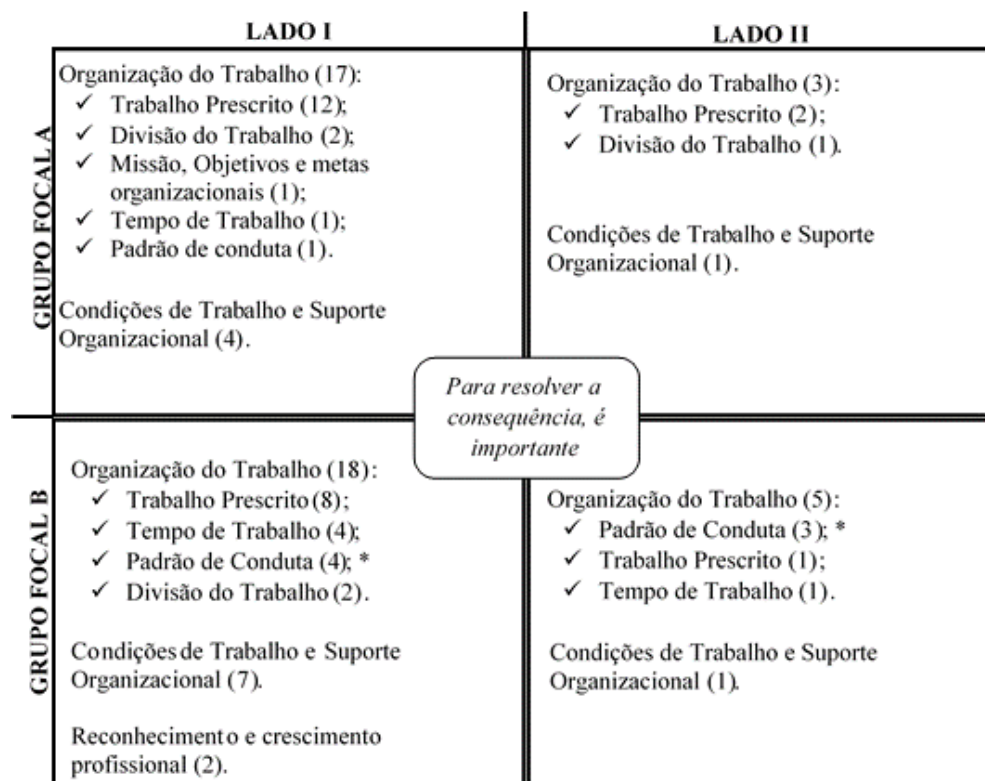 LADO I
LADO II
GRUPO FOCAL A
Organização do Trabalho (17):
✓ Trabalho Prescrito (12);
✓ Divisão do Trabalho (2);
✓ Missão, Objetivos e metas
organizacionais (1);
✓ Tempo de Trabalho (1);
✓ Padrão de conduta (1).
Condições de Trabalho e Suporte
Organizacional (4).
Organização do Trabalho (3):
✓ Trabalho Prescrito (2);
✓ Divisão do Trabalho (1).
Condições de Trabalho e Suporte
Organizacional (1).
Para resolver a
consequência, é
importante
GRUPO FOCAL B
Organização do Trabalho (18):
✓ Trabalho Prescrito (8);
✓ Tempo de Trabalho (4);
✓ Padrão de Conduta (4); *
✓ Divisão do Trabalho (2).
Condições de Trabalho e Suporte
Organizacional (7).
Reconhecimento e crescimento
profissional (2).
Organização do Trabalho (5):
✓ Padrão de Conduta (3); *
✓ Trabalho Prescrito (1);
✓ Tempo de Trabalho (1).
Condições de Trabalho e Suporte
Organizacional (1).